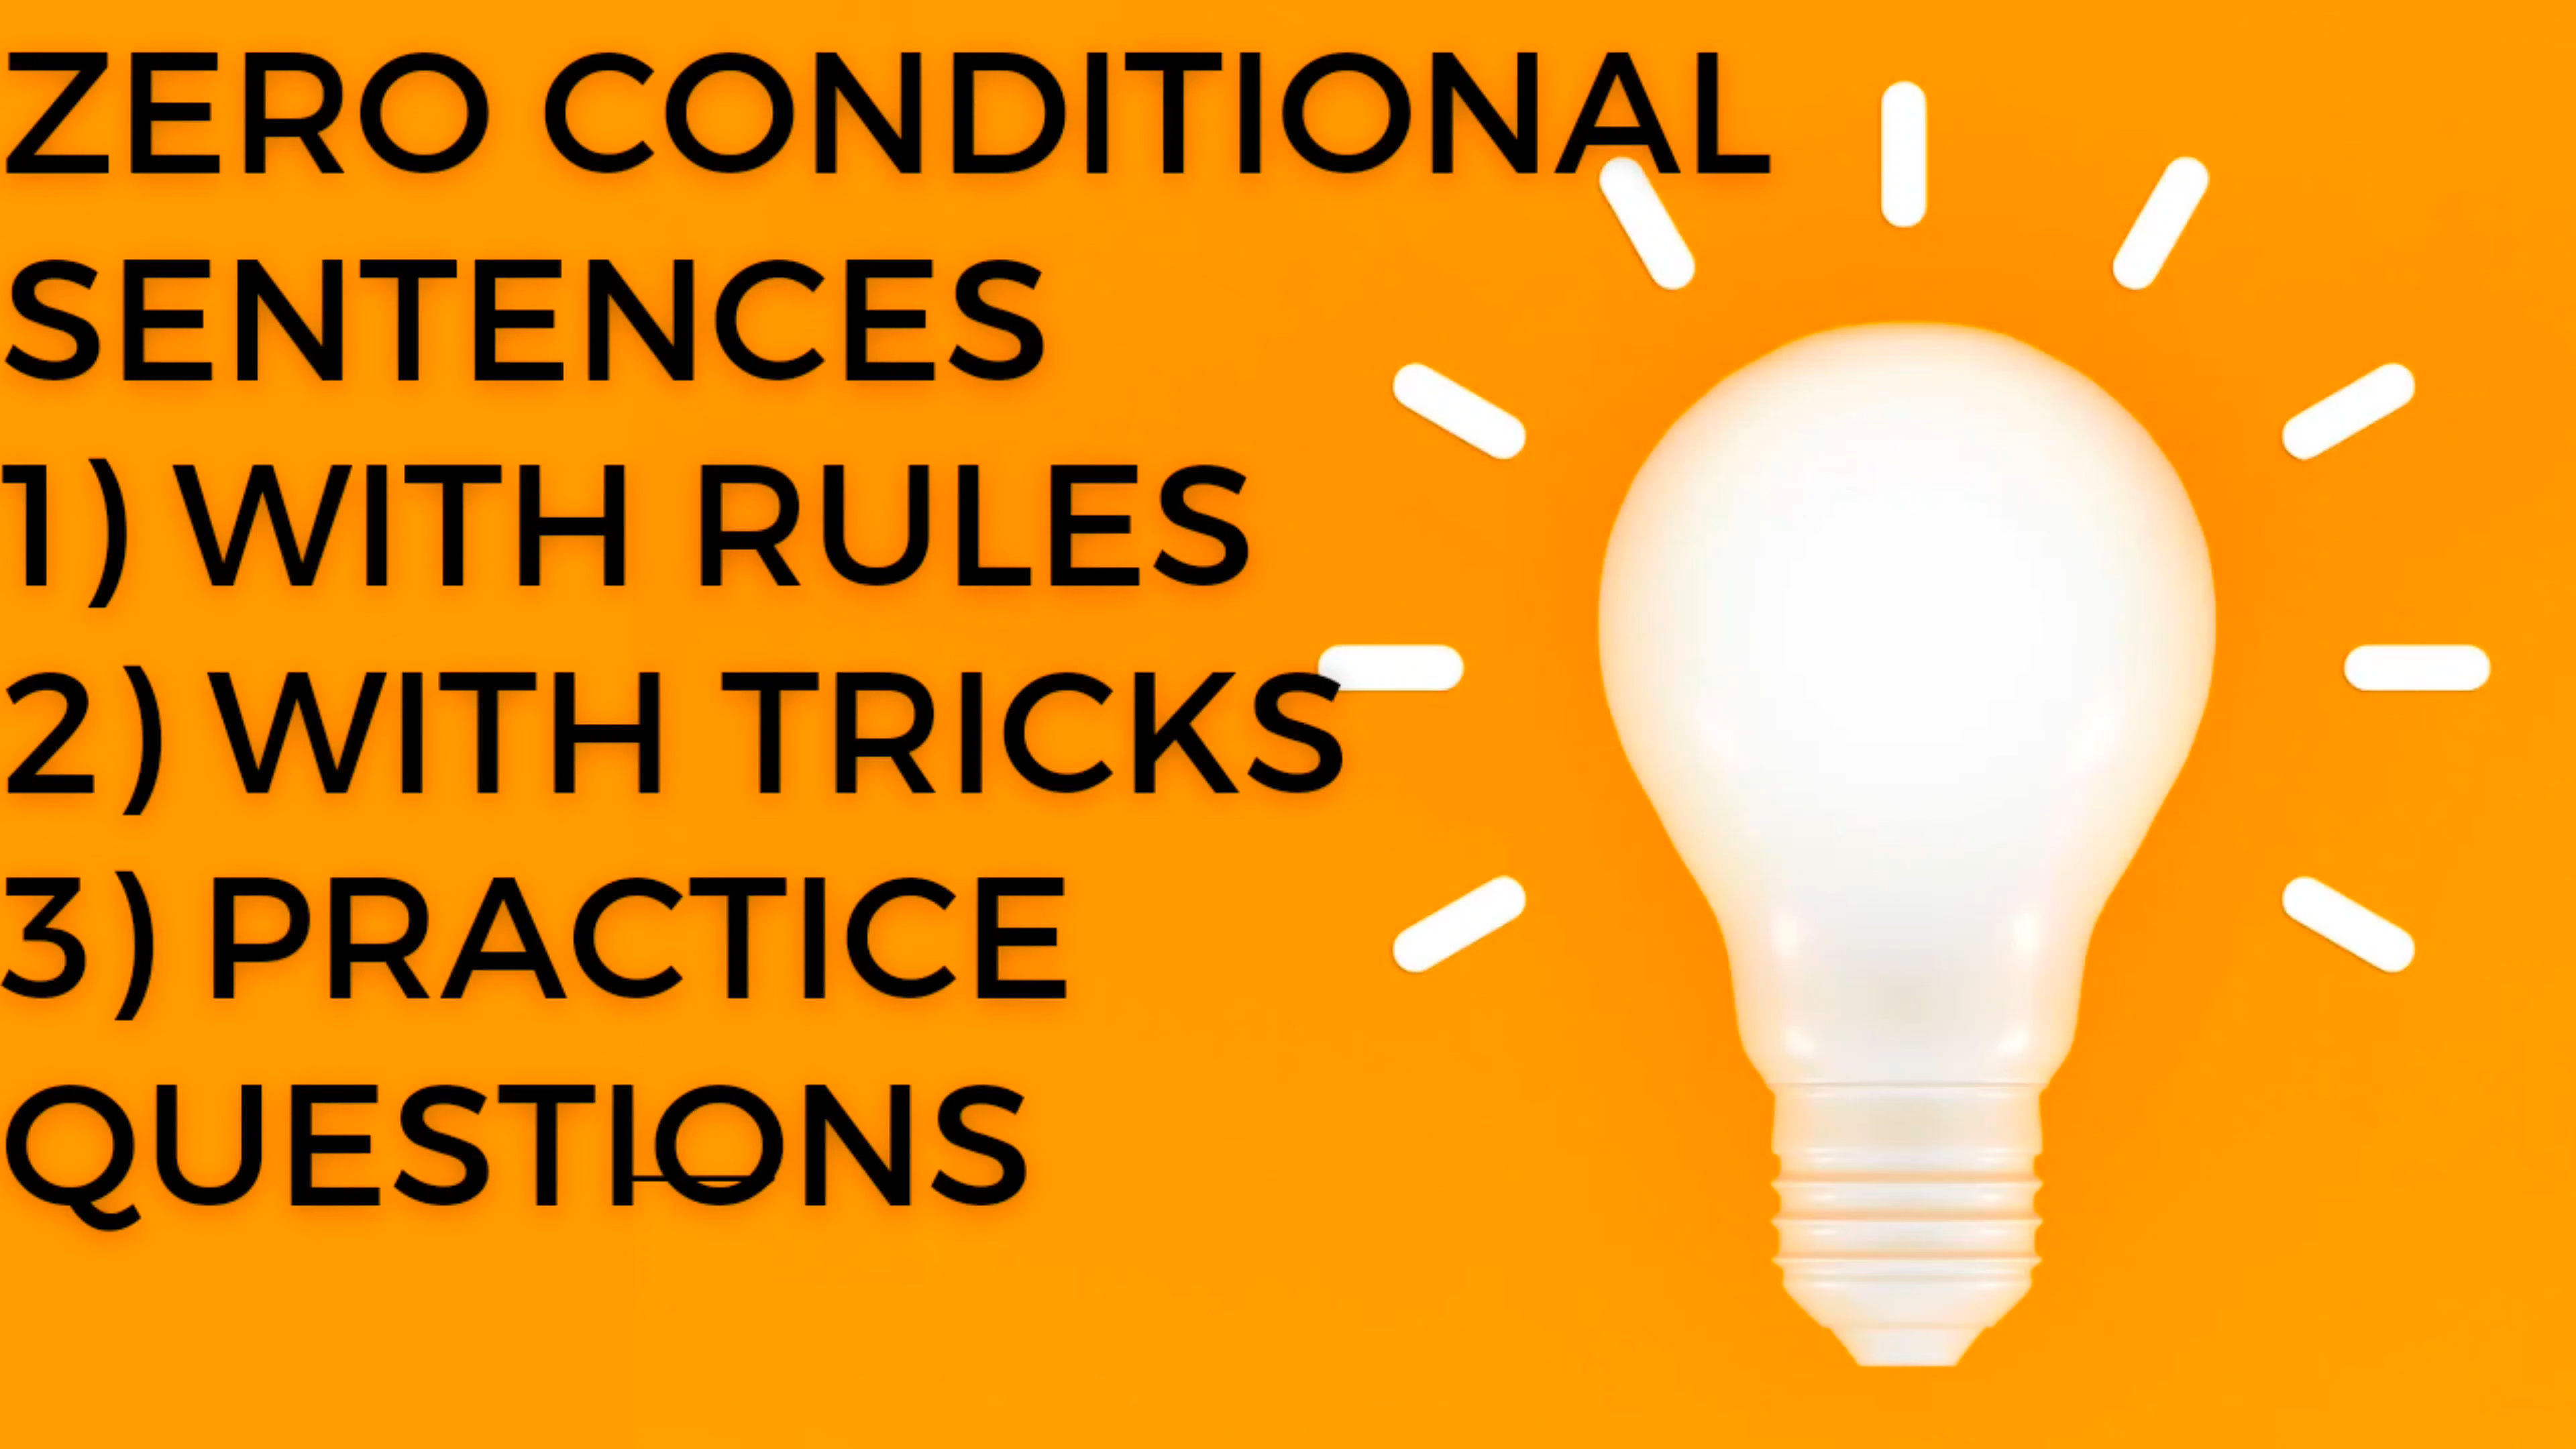 ZERO CONDITIONAL
SENTENCES
1) WITH RULES
2) WITH TRICKS
3) PRACTICE
QUESTIONS